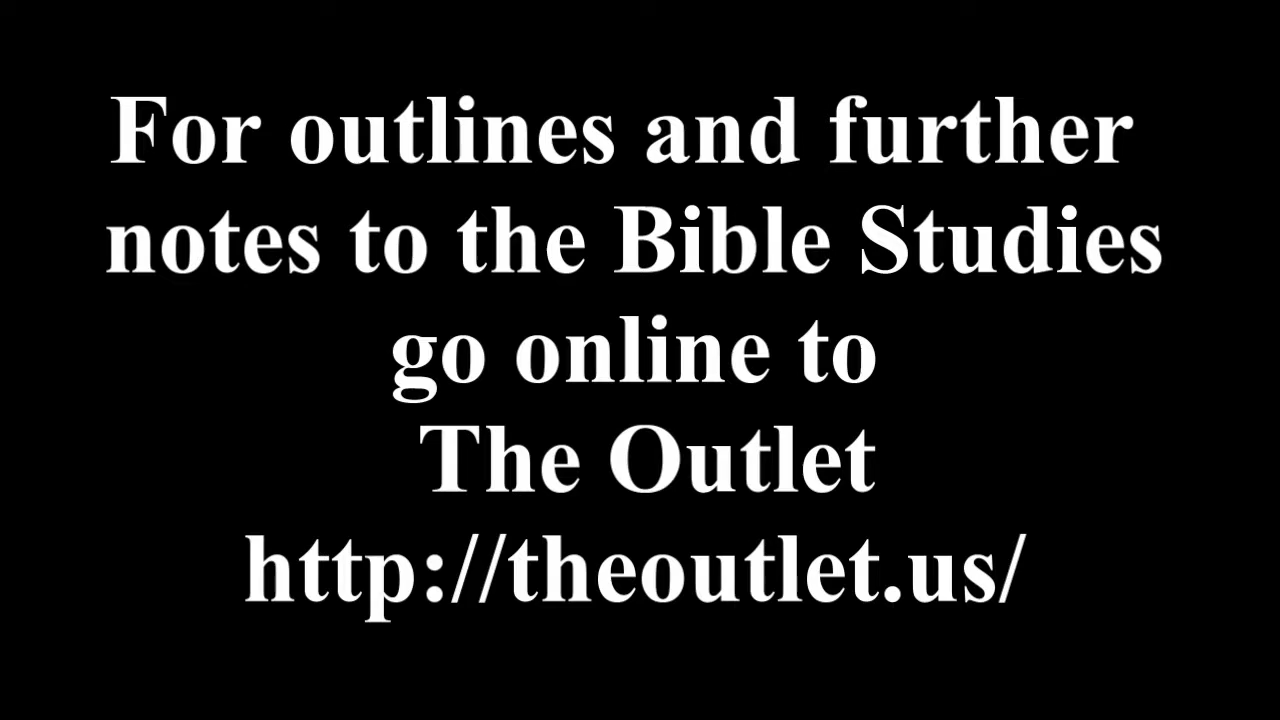 For outlines and further
notes to the Bible Studies
go online to
The Outlet
http://theoutlet.us/